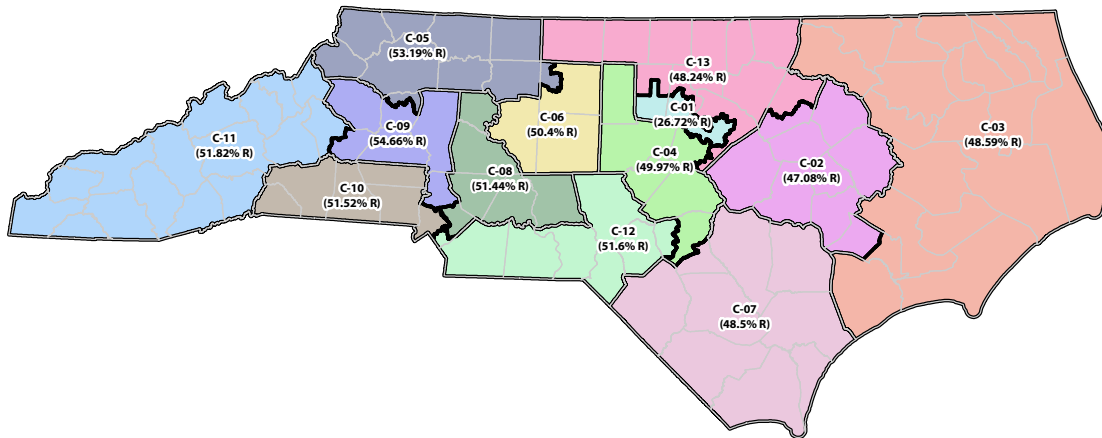 C-05
(53.19% R)
C-13
(48.24% R)
C-01
(26.72% R)
C-06
(50.4% R)
C-09
(54.66% R)
C-03
(48.59% R)
C-11
(51.82% R)
C-04
(49.97% R)
C-02
(47.08% R)
C-08
(51.44% R)
C-10
(51.52% R)
C-12
(51.6% R)
C-07
(48.5% R)